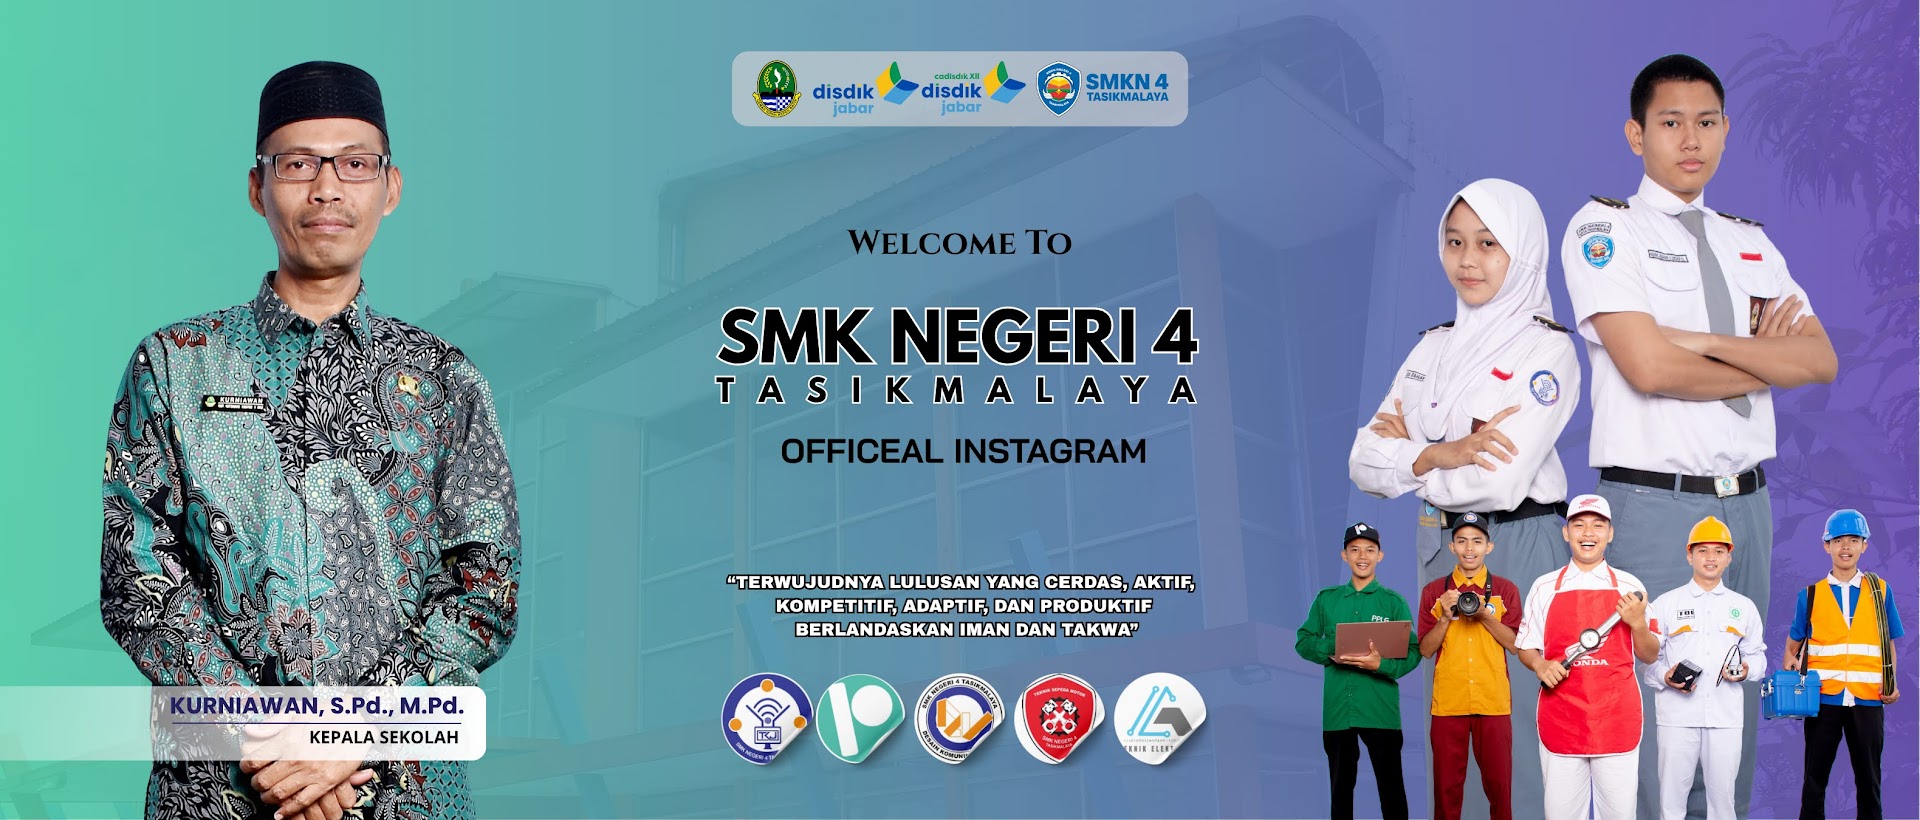 disdik
jabar
cadisdik XII
disdik
jabar
SMKN 4
TASIKMALAYA
WELCOME TO
SMK NEGERI 4
TASIKMALAYA
OFFICEAL INSTAGRAM
“TERWUJUDNYA LULUSAN YANG CERDAS, AKTIF,
KOMPETITIF, ADAPTIF, DAN PRODUKTIF
BERLANDASKAN IMAN DAN TAKWA”
KURNIAWAN
KURNIAWAN, S.Pd., M.Pd.
KEPALA SEKOLAH
TKJ
SMK NEGERI 4 TASIKMALAYA
DESAIN KOMUNI
TEKNIK SEPEDA MOTOR
SMK NEGERI 4
TASIKMALAYA
PPLG
HONDA
TOI